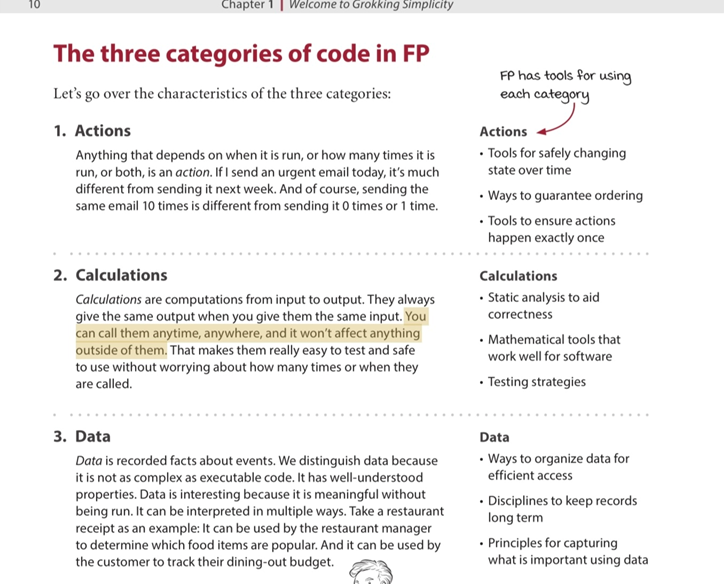 10
Chapter 1 | Welcome to Grokking Simplicity
The three categories of code in FP
Let’s go over the characteristics of the three categories:
FP has tools for using
each category
1. Actions
Anything that depends on when it is run, or how many times it is
run, or both, is an action. If I send an urgent email today, it’s much
different from sending it next week. And of course, sending the
same email 10 times is different from sending it 0 times or 1 time.
Actions
• Tools for safely changing
state over time
• Ways to guarantee ordering
• Tools to ensure actions
happen exactly once
2. Calculations
Calculations are computations from input to output. They always
give the same output when you give them the same input. You
can call them anytime, anywhere, and it won’t affect anything
outside of them. That makes them really easy to test and safe
to use without worrying about how many times or when they
are called.
Calculations
• Static analysis to aid
correctness
• Mathematical tools that
work well for software
• Testing strategies
3. Data
Data is recorded facts about events. We distinguish data because
it is not as complex as executable code. It has well-understood
properties. Data is interesting because it is meaningful without
being run. It can be interpreted in multiple ways. Take a restaurant
receipt as an example: It can be used by the restaurant manager
to determine which food items are popular. And it can be used by
the customer to track their dining-out budget.
Data
• Ways to organize data for
efficient access
• Disciplines to keep records
long term
• Principles for capturing
what is important using data